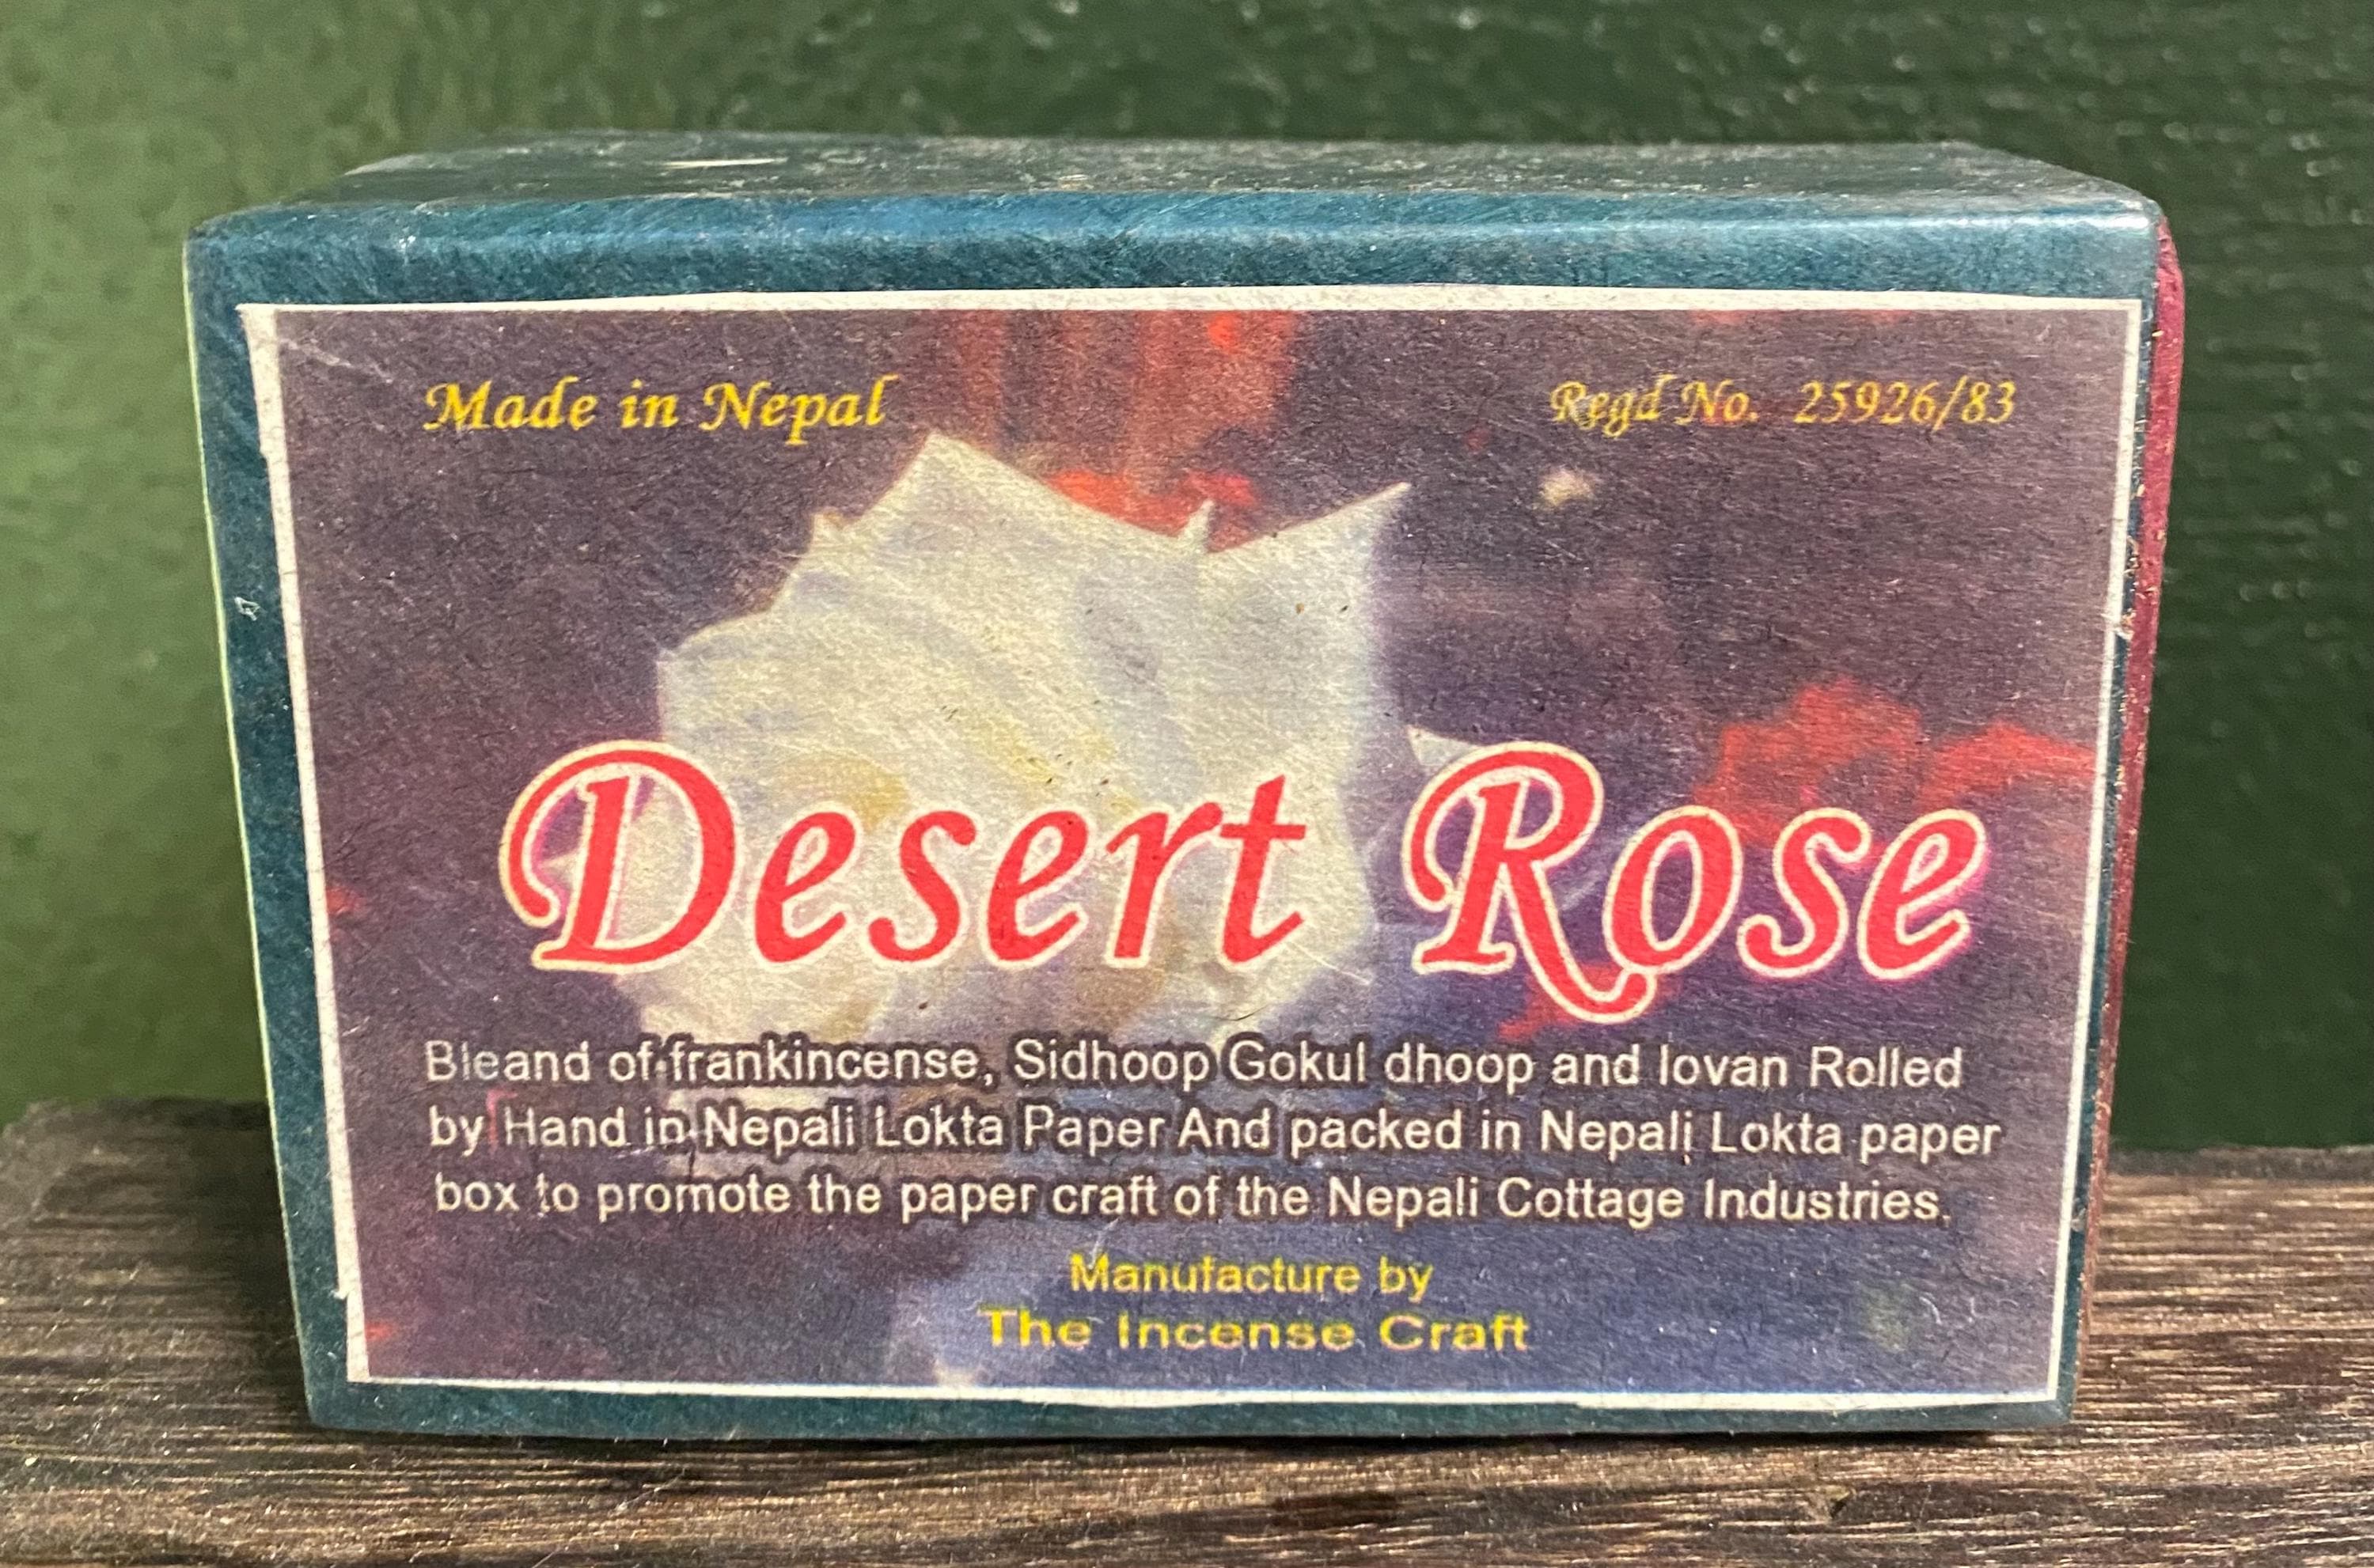 Made in Nepal
Regd No. 25926/83
Desert Rose
Bleand of frankincense, Sidhoop Gokul dhoop and lovan Rolled
by Hand in Nepali Lokta Paper And packed in Nepali Lokta paper
box to promote the paper craft of the Nepali Cottage Industries.
Manufacture by
The Incense Craft